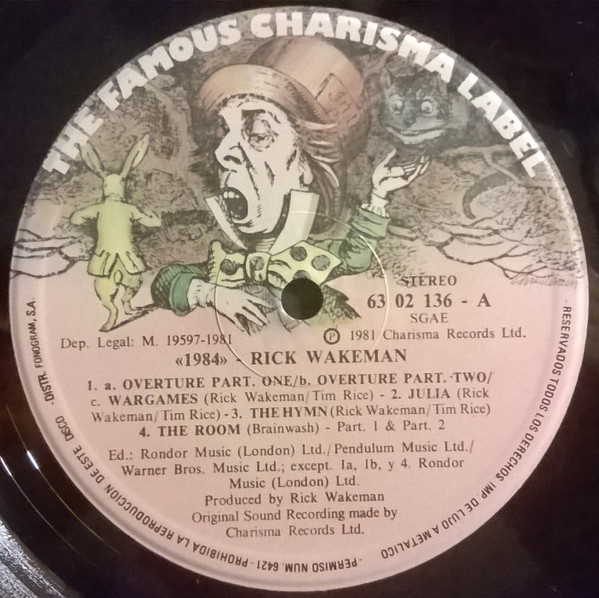 THE FAMOUS CHARISMA LABEL
STEREO
63 02 136 - A
SGAE
Dep. Legal: M. 19597-1981
Ⓟ 1981 Charisma Records Ltd.
«1984» - RICK WAKEMAN
1. a. OVERTURE PART. ONE/b. OVERTURE PART. TWO/
c. WARGAMES (Rick Wakeman/Tim Rice) - 2. JULIA (Rick
Wakeman/Tim Rice) -3. THE HYMN (Rick Wakeman/Tim Rice)
4. THE ROOM (Brainwash) - Part. 1 & Part. 2
Ed.: Rondor Music (London) Ltd./Pendulum Music Ltd./
Warner Bros. Music Ltd.; except. 1a, 1b, y 4. Rondor
Music (London) Ltd.
Produced by Rick Wakeman
Original Sound Recording made by
Charisma Records Ltd.
- RESERVADOS TODOS LOS DERECHOS. IMP. DE LUJO A METALICO - PERMISO NUM. 6421 - PROHIBIDA LA REPRODUCCION DE ESTE DISCO - DISTR. FONOGRAM, S.A.